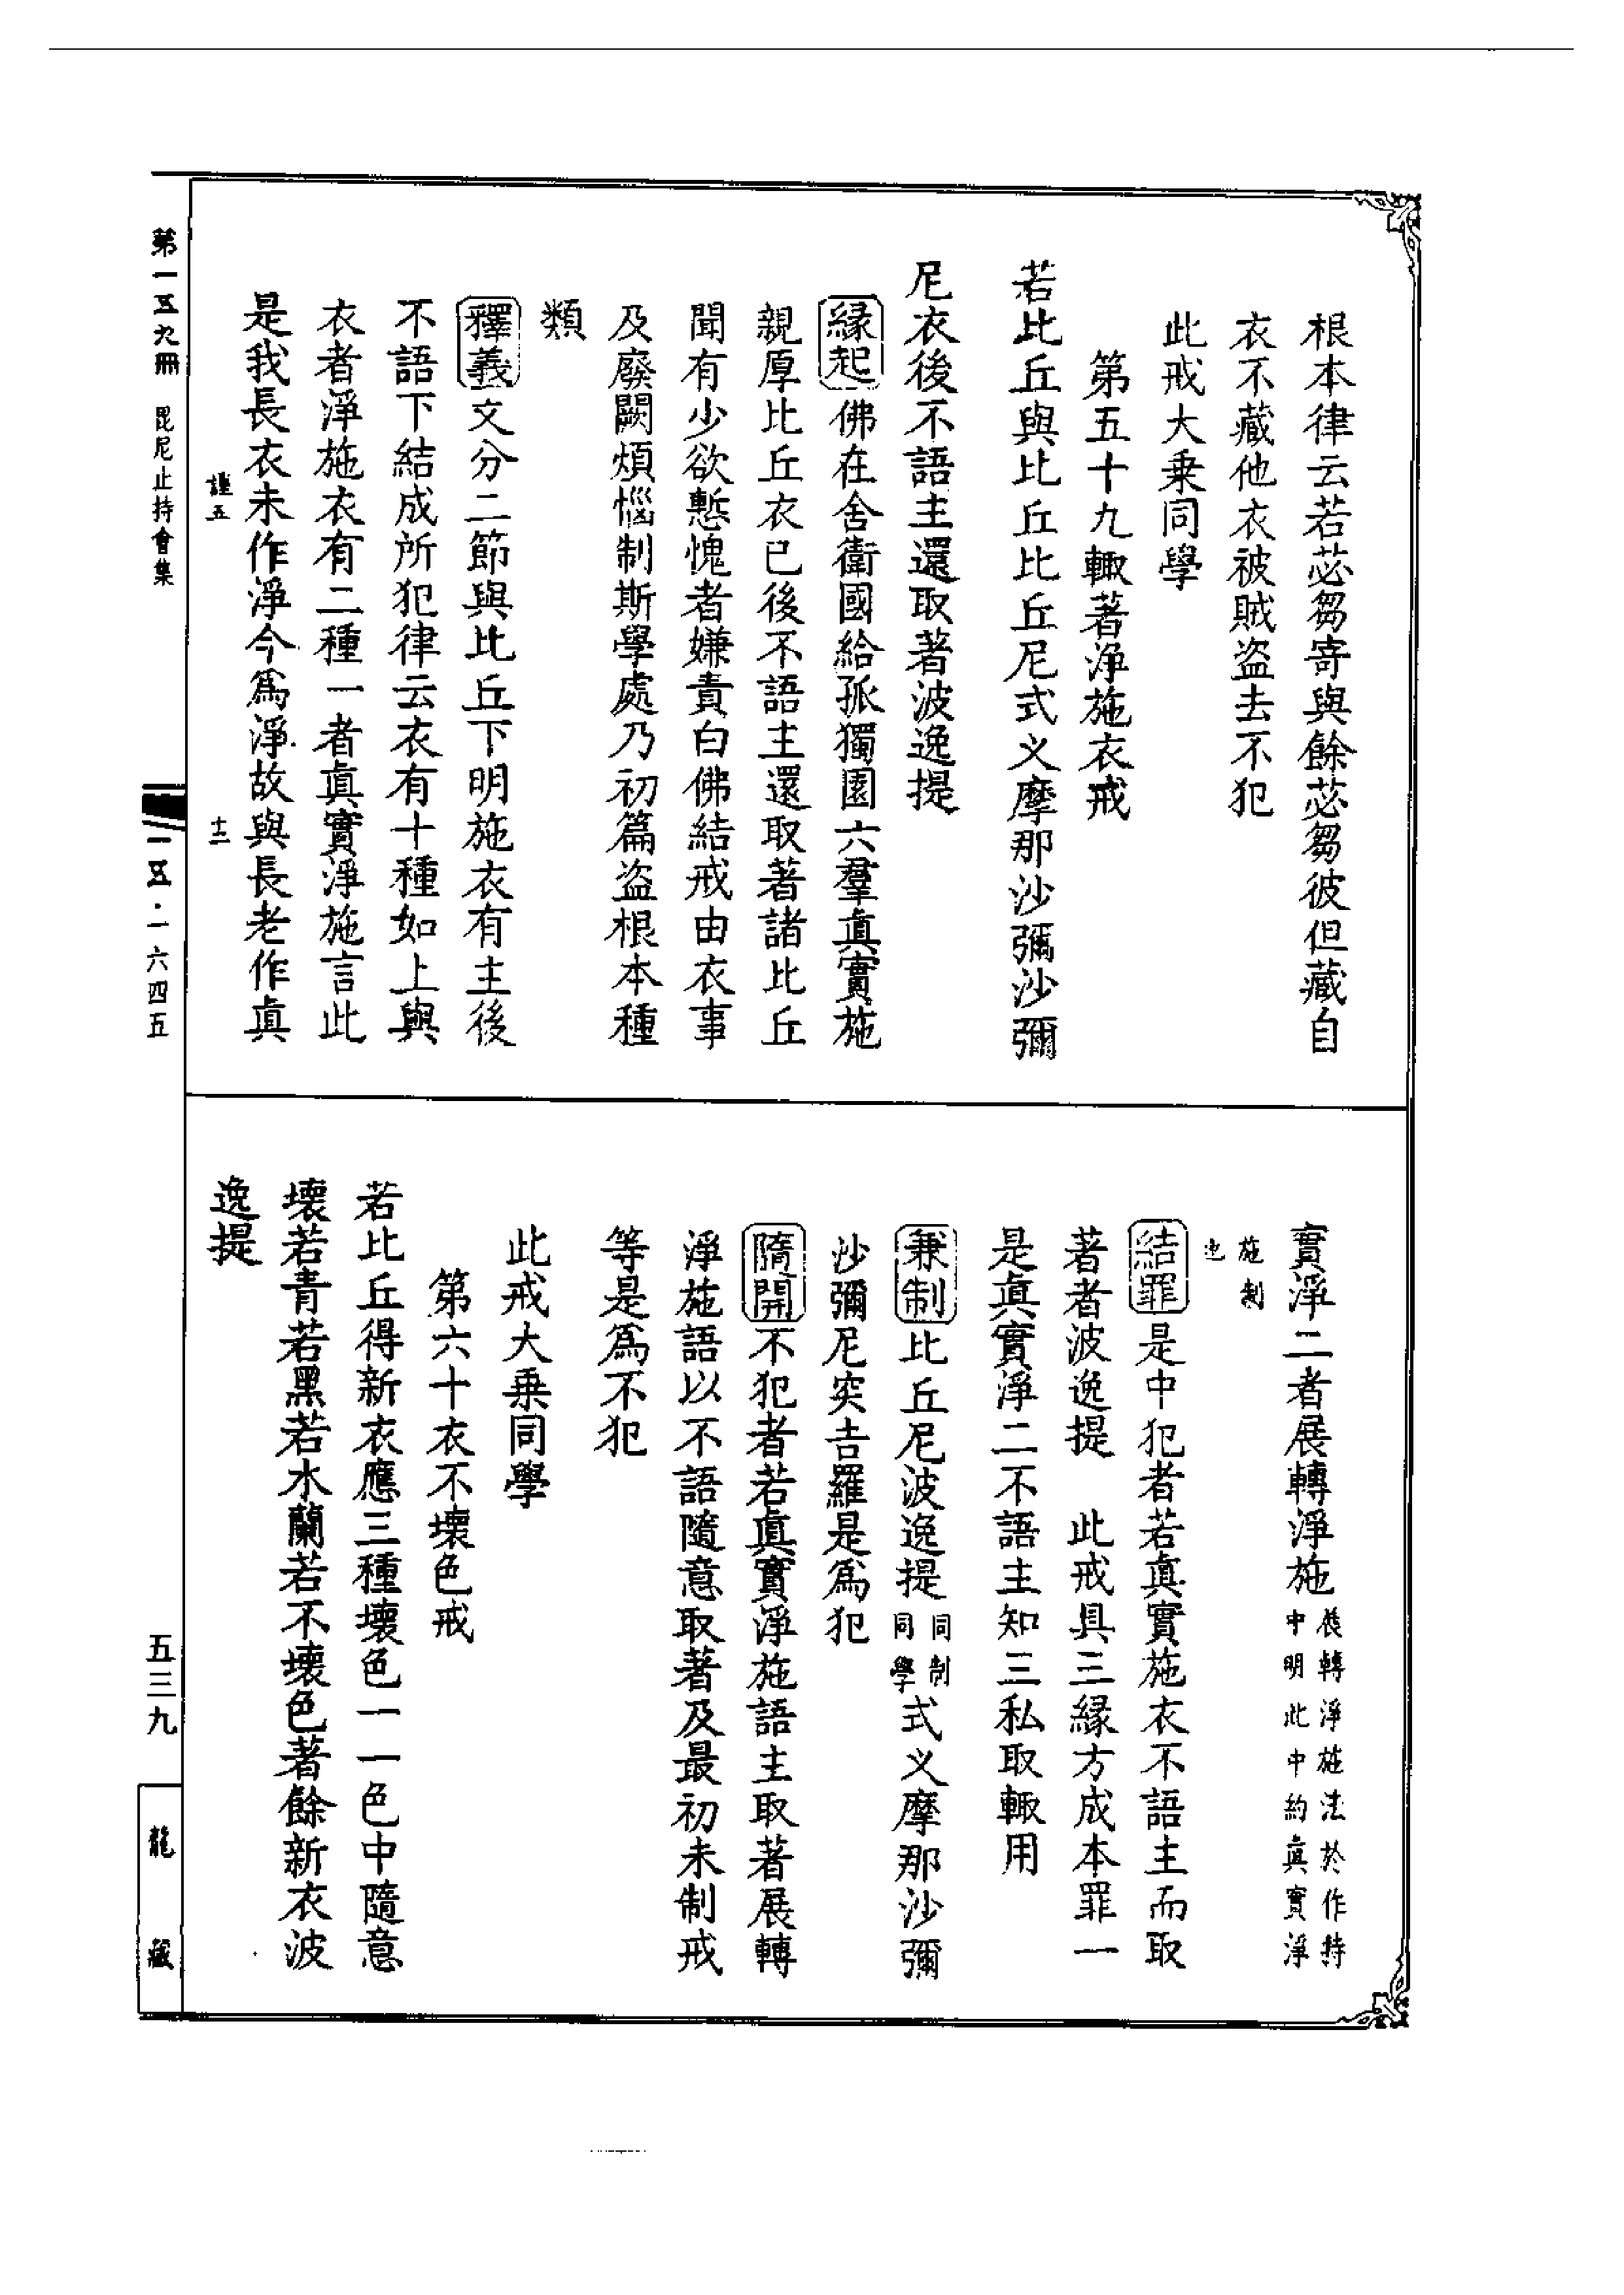 根本律云若苾芻寄與餘苾芻彼但藏自
衣不藏他衣被賊盜去不犯
此戒大乗同學
第五十九輙著淨施衣戒
若比丘與比丘比丘尼式义摩那沙彌沙彌
尼衣後不語主還取著波逸提
緣起佛在舍衛國給孤獨園六羣眞實施
親厚比丘衣已後不語主還取著諸比丘
聞有少欲慙愧者嫌責白佛結戒由衣事
及廢闕煩惱制斯學處乃初篇盜根本種
類
釋義文分二節與比丘下明施衣有主後
不語下結成所犯律云衣有十種如上與
衣者淨施衣有二種一者眞實淨施言此
是我長衣未作淨今爲淨故與長老作眞
謹五
十二
實淨二者展轉淨施展轉淨施法於作持
中明此中約眞實淨
施制
也
結罪是中犯者若眞實施衣不語主而取
著者波逸提　此戒具三緣方成本罪一
是眞實淨二不語主知三私取輙用
兼制比丘尼波逸提同制
同學式义摩那沙彌
沙彌尼突吉羅是爲犯
隨開不犯者若眞實淨施語主取著展轉
淨施語以不語隨意取著及最初未制戒
等是爲不犯
此戒大乗同學
第六十衣不壞色戒
若比丘得新衣應三種壞色一一色中隨意
壞若青若黑若木蘭若不壞色著餘新衣波
逸提
第一五九冊　毘尼止持會集
一五·一六四五
五三九
龍藏